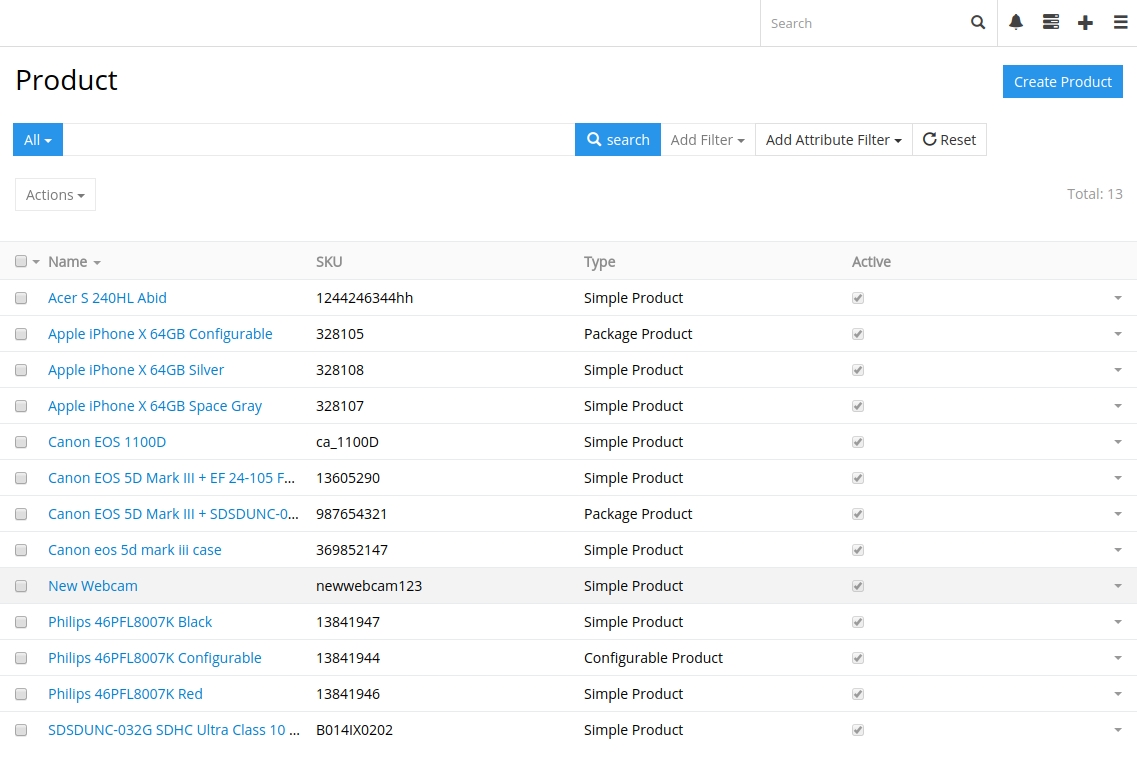 Search
Product
Create Product
All
search
Add Filter
Add Attribute Filter
Reset
Actions
Total: 13
Name SKU Type Active
Acer S 240HL Abid 1244246344hh Simple Product
Apple iPhone X 64GB Configurable 328105 Package Product
Apple iPhone X 64GB Silver 328108 Simple Product
Apple iPhone X 64GB Space Gray 328107 Simple Product
Canon EOS 1100D ca_1100D Simple Product
Canon EOS 5D Mark III + EF 24-105 F... 13605290 Simple Product
Canon EOS 5D Mark III + SDSDUNC-0... 987654321 Package Product
Canon eos 5d mark iii case 369852147 Simple Product
New Webcam newwebcam123 Simple Product
Philips 46PFL8007K Black 13841947 Simple Product
Philips 46PFL8007K Configurable 13841944 Configurable Product
Philips 46PFL8007K Red 13841946 Simple Product
SDSDUNC-032G SDHC Ultra Class 10 ... B014IX0202 Simple Product